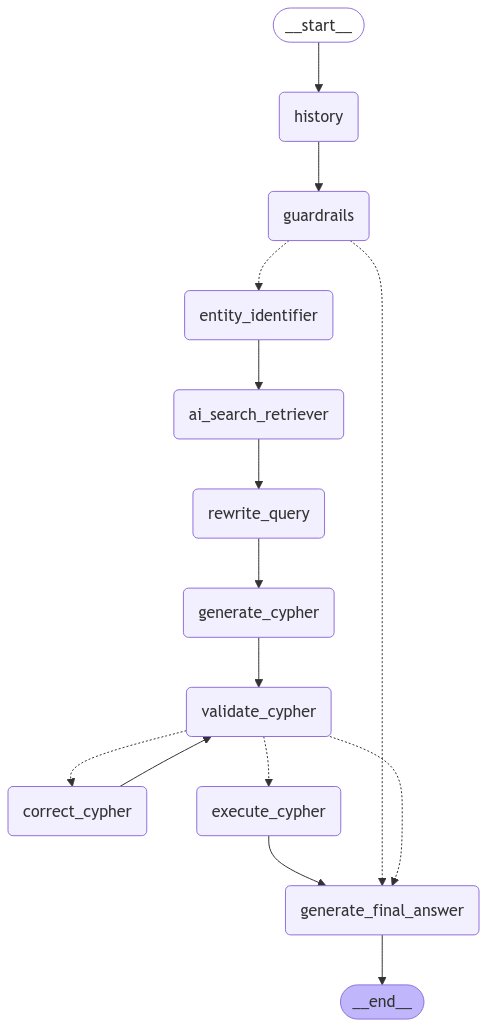 __start__
history
guardrails
entity_identifier
ai_search_retriever
rewrite_query
generate_cypher
validate_cypher
correct_cypher
execute_cypher
generate_final_answer
__end__